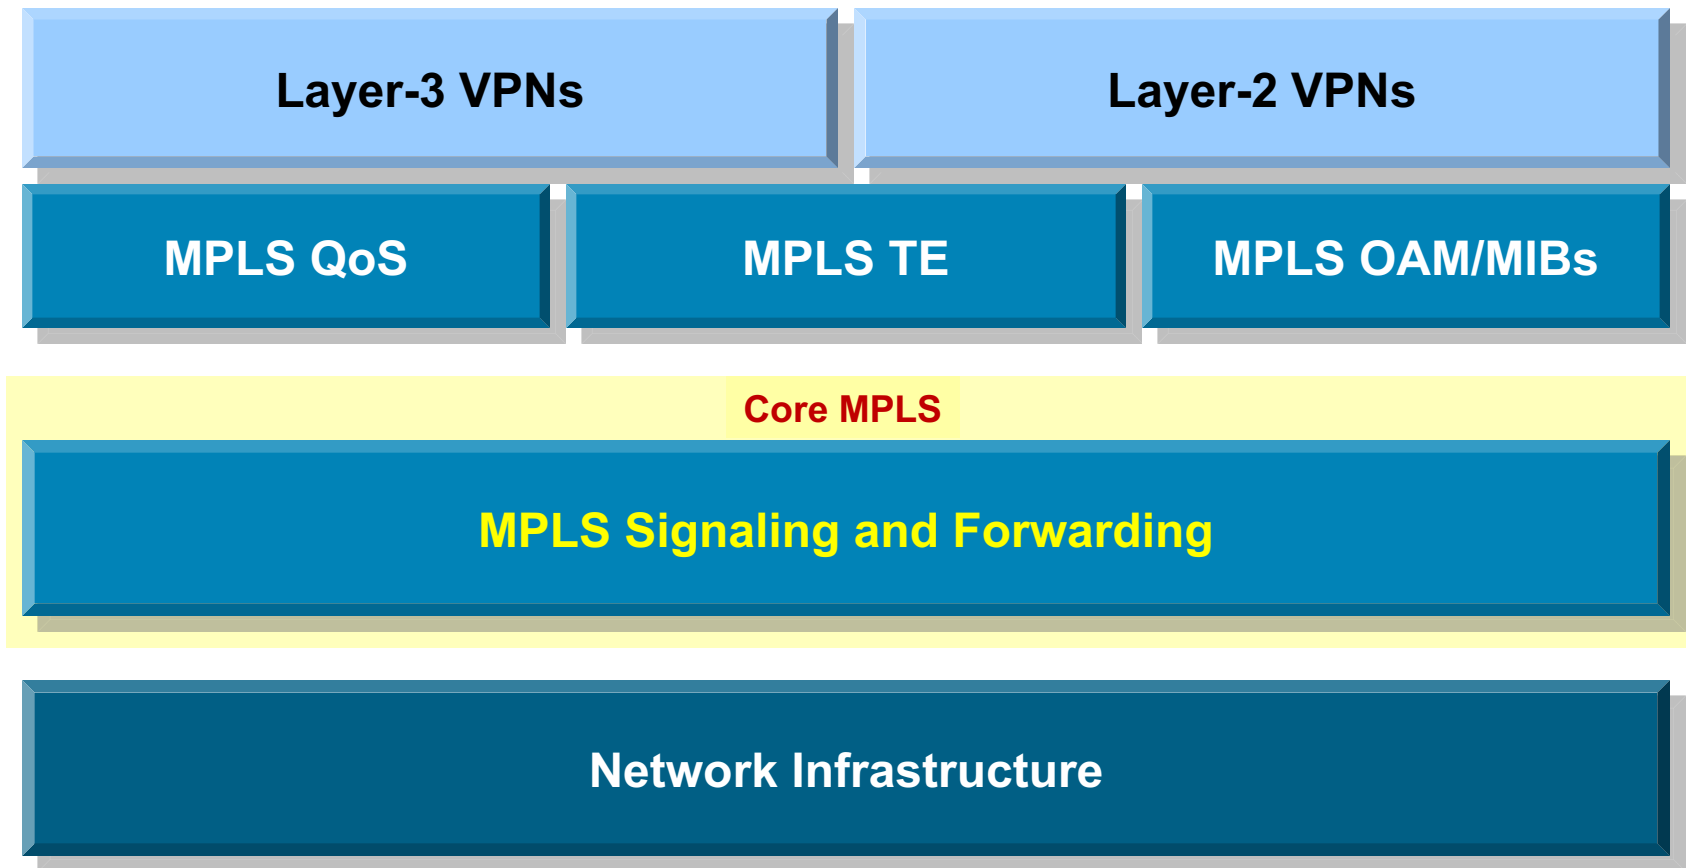 Layer-3 VPNs
Layer-2 VPNs
MPLS QoS
MPLS TE
MPLS OAM/MIBs
Core MPLS
MPLS Signaling and Forwarding
Network Infrastructure